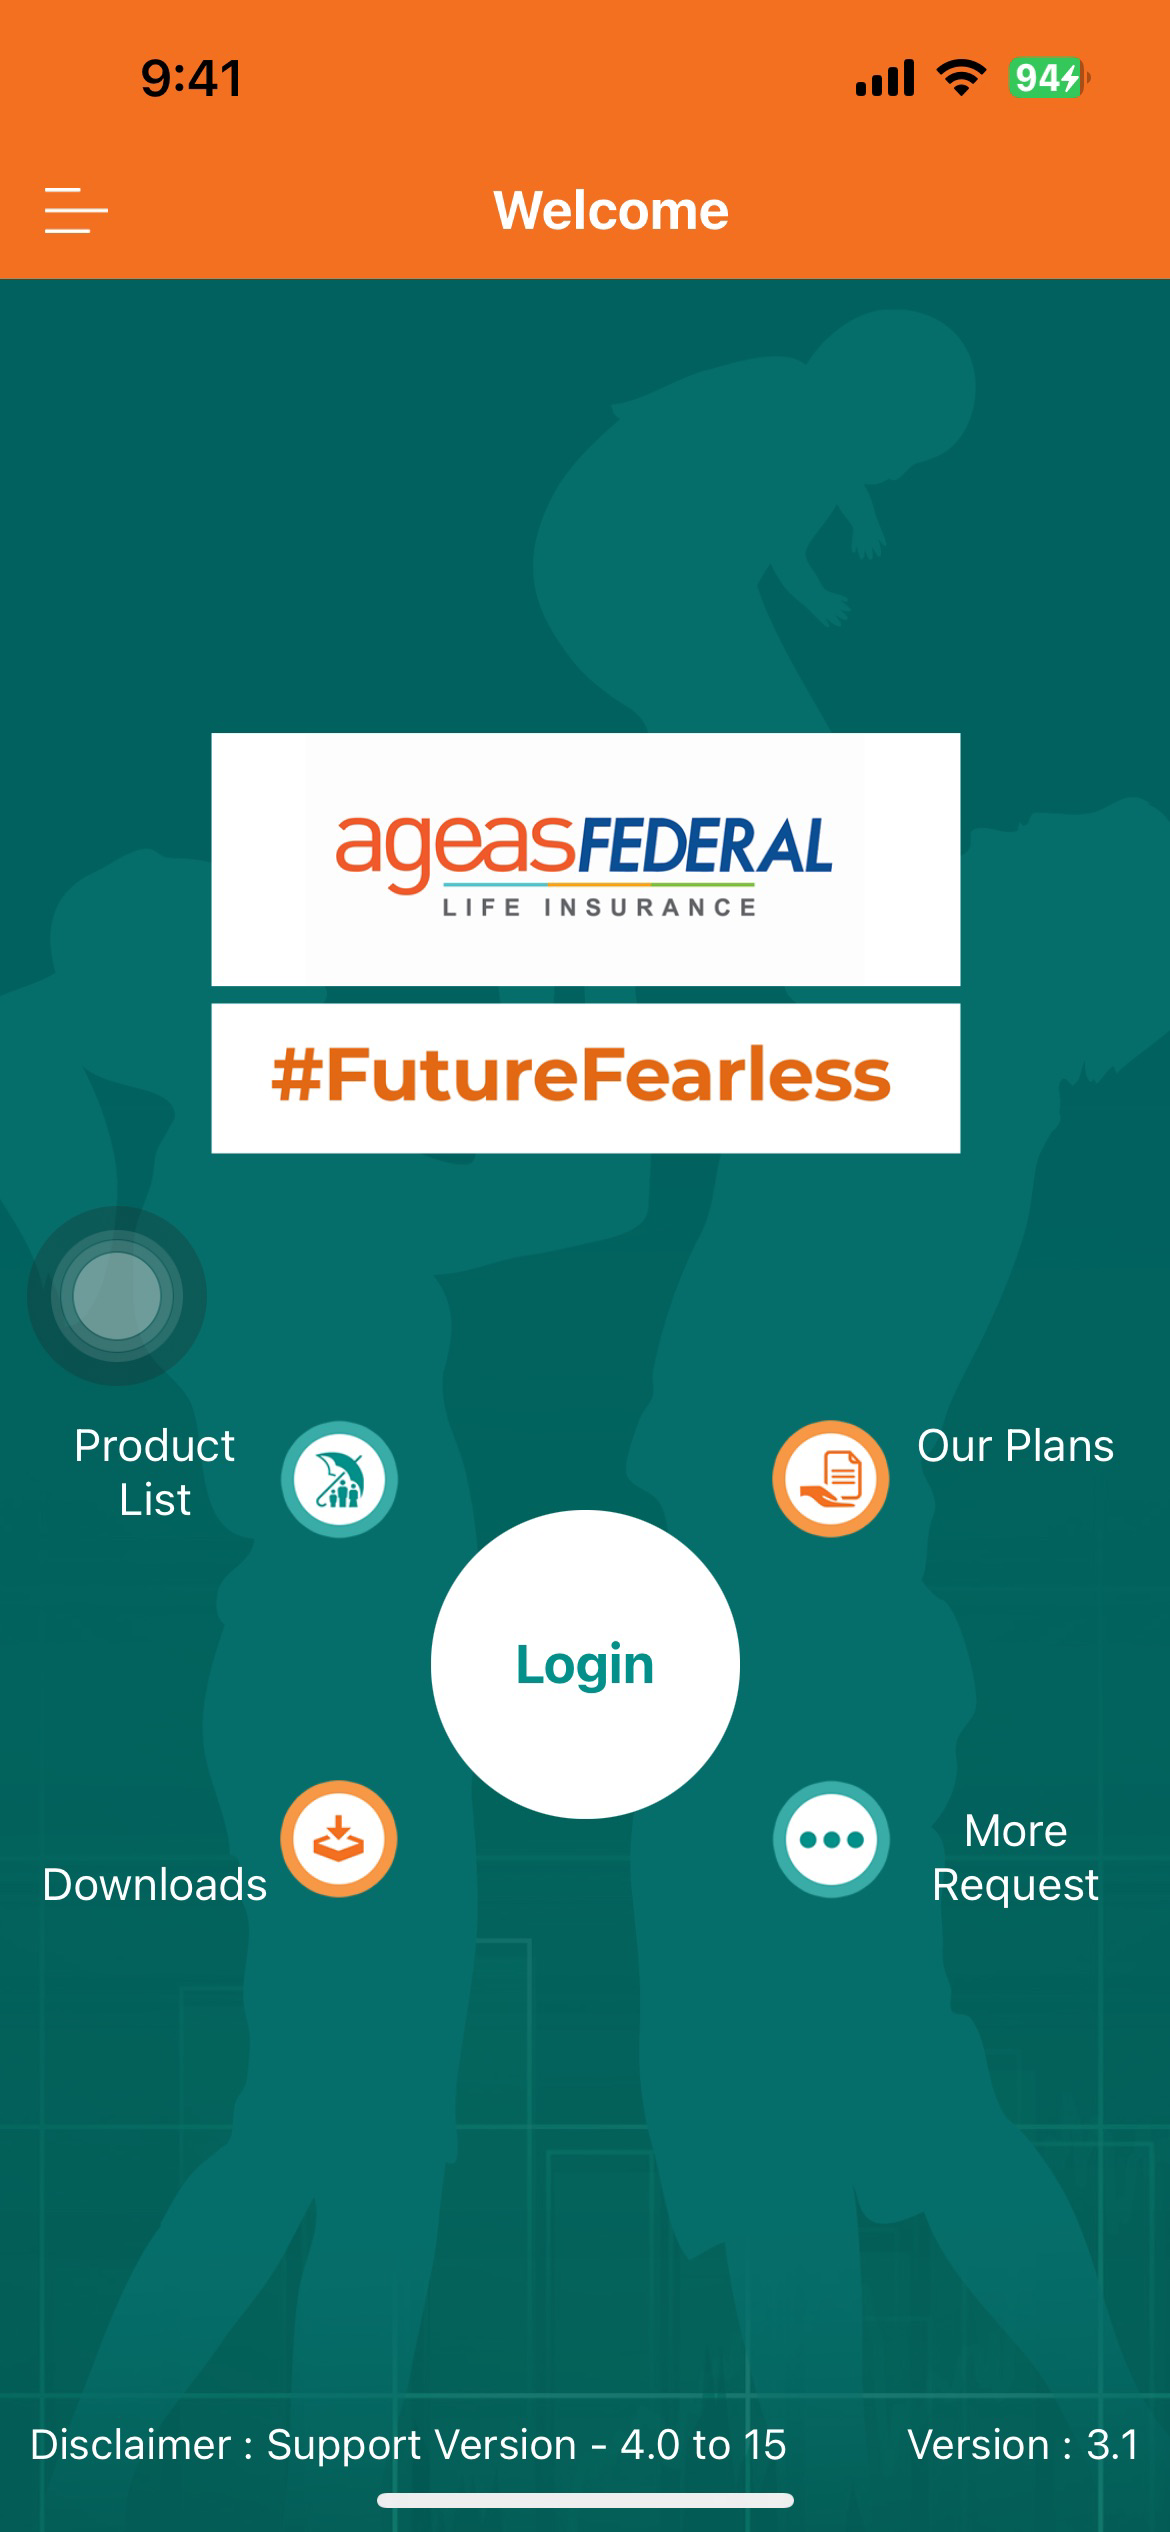 9:41
94
Welcome
ageasFEDERAL
LIFE INSURANCE
#FutureFearless
Product
List
Our Plans
Login
Downloads
More
Request
Disclaimer : Support Version - 4.0 to 15
Version : 3.1